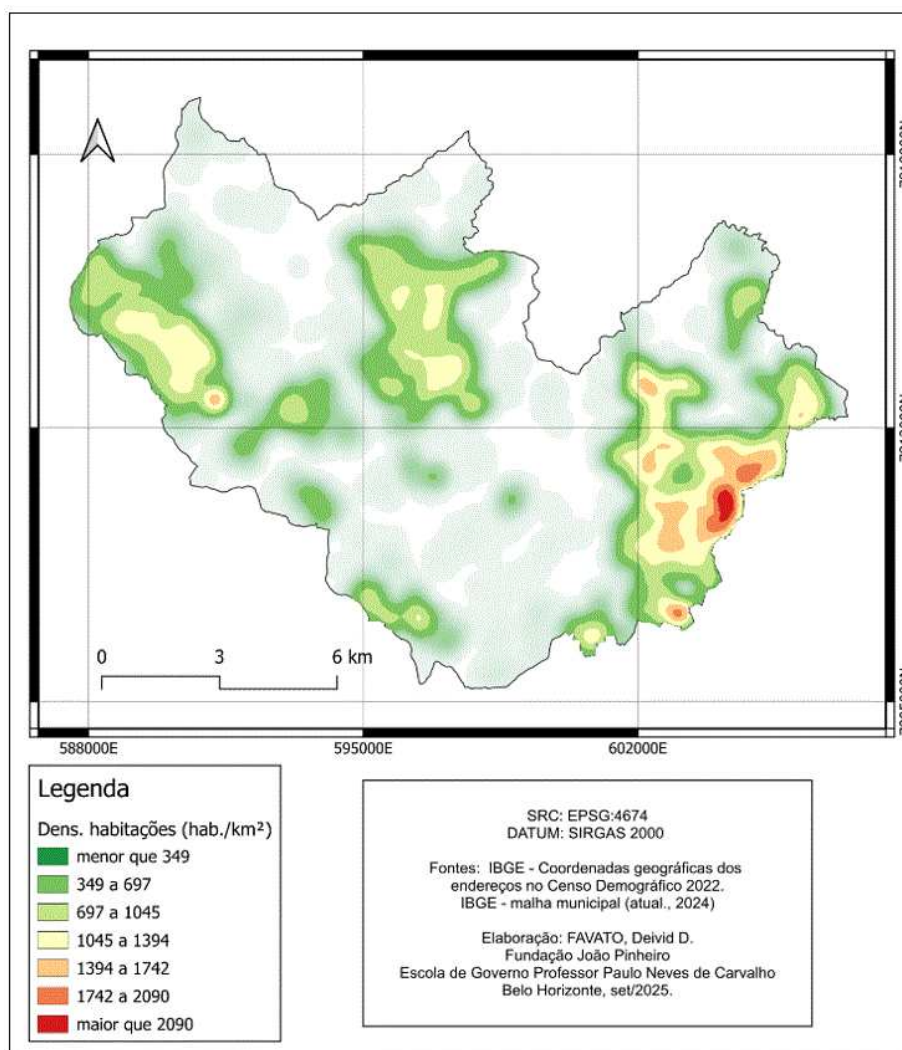 0 3 6 km
588000E 595000E 602000E
Legenda
Dens. habitações (hab./km²)
menor que 349
349 a 697
697 a 1045
1045 a 1394
1394 a 1742
1742 a 2090
maior que 2090
SRC: EPSG:4674
DATUM: SIRGAS 2000
Fontes: IBGE - Coordenadas geográficas dos
endereços no Censo Demográfico 2022.
IBGE - malha municipal (atual., 2024)
Elaboração: FAVATO, Deivid D.
Fundação João Pinheiro
Escola de Governo Professor Paulo Neves de Carvalho
Belo Horizonte, set/2025.